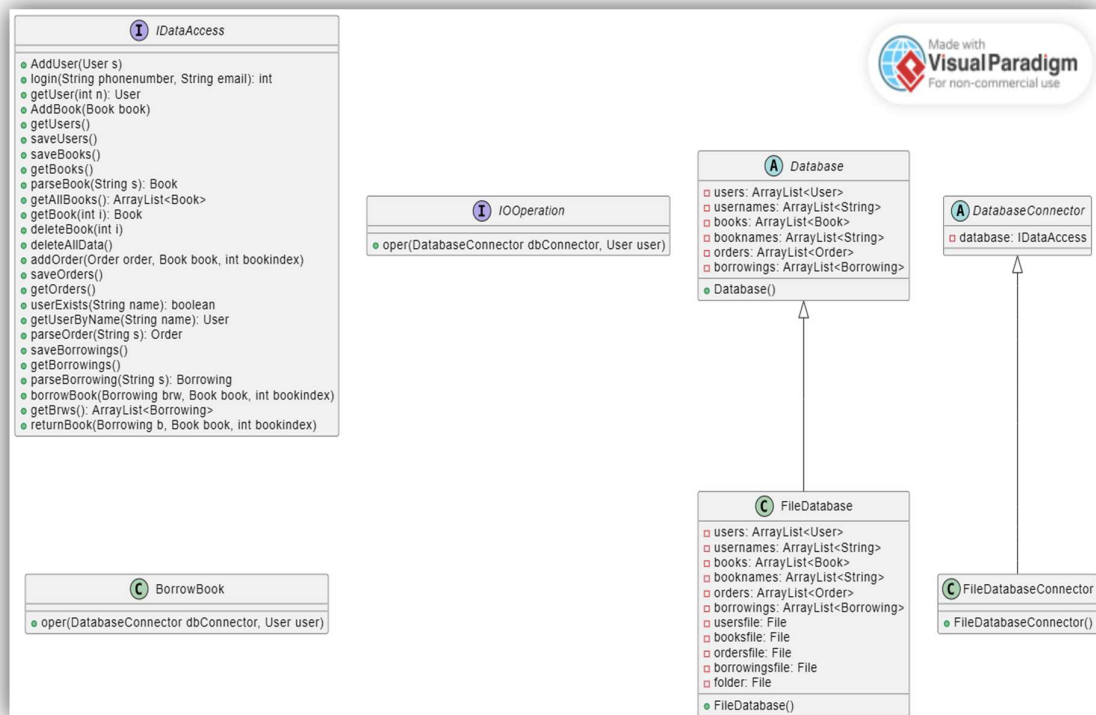 I IDataAccess
AddUser(User s)
login(String phonenumber, String email): int
getUser(int n): User
AddBook(Book book)
getUsers()
saveUsers()
saveBooks()
getBooks()
parseBook(String s): Book
getAllBooks(): ArrayList<Book>
getBook(int i): Book
deleteBook(int i)
deleteAllData()
addOrder(Order order, Book book, int bookindex)
saveOrders()
getOrders()
userExists(String name): boolean
getUserByName(String name): User
parseOrder(String s): Order
saveBorrowings()
getBorrowings()
parseBorrowing(String s): Borrowing
borrowBook(Borrowing brw, Book book, int bookindex)
getBrws(): ArrayList<Borrowing>
returnBook(Borrowing b, Book book, int bookindex)
I IOOperation
oper(DatabaseConnector dbConnector, User user)
Made with
Visual Paradigm
For non-commercial use
A Database
users: ArrayList<User>
usernames: ArrayList<String>
books: ArrayList<Book>
booknames: ArrayList<String>
orders: ArrayList<Order>
borrowings: ArrayList<Borrowing>
Database()
A DatabaseConnector
database: IDataAccess
C BorrowBook
oper(DatabaseConnector dbConnector, User user)
C FileDatabase
users: ArrayList<User>
usernames: ArrayList<String>
books: ArrayList<Book>
booknames: ArrayList<String>
orders: ArrayList<Order>
borrowings: ArrayList<Borrowing>
usersfile: File
booksfile: File
ordersfile: File
borrowingsfile: File
folder: File
FileDatabase()
C FileDatabaseConnector
FileDatabaseConnector()